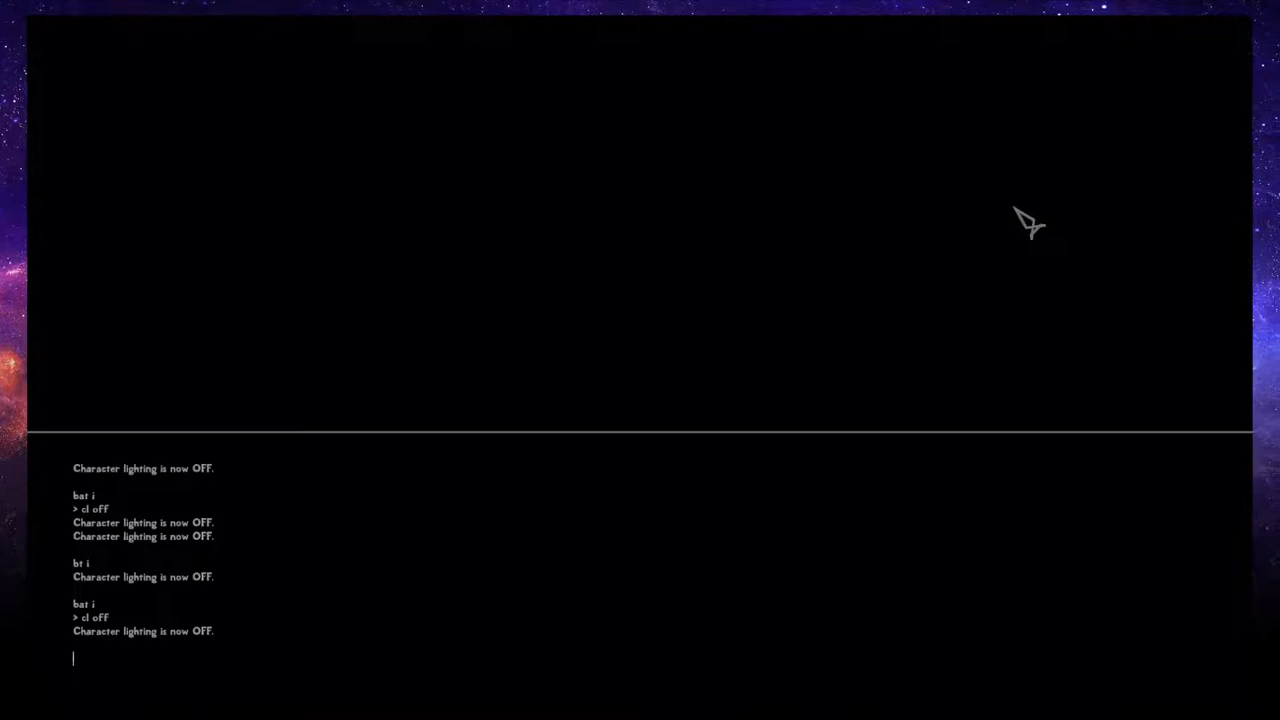 Character lighting is now OFF.
bat i
> cl off
Character lighting is now OFF.
Character lighting is now OFF.
bt i
Character lighting is now OFF.
bat i
> cl off
Character lighting is now OFF.